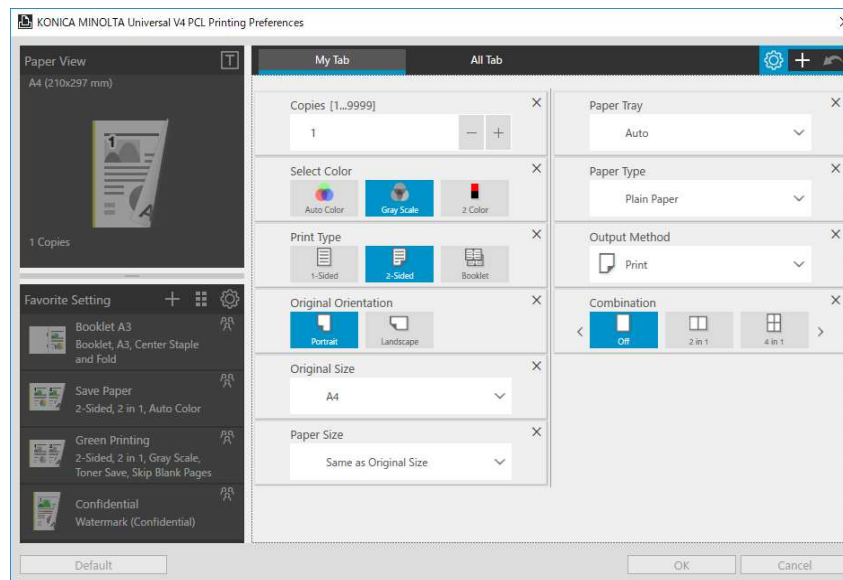 KONICA MINOLTA Universal V4 PCL Printing Preferences
Paper View
T
A4 (210x297 mm)
1
1 Copies
Favorite Setting
Booklet A3
Booklet, A3, Center Staple
and Fold
Save Paper
2-Sided, 2 in 1, Auto Color
Green Printing
2-Sided, 2 in 1, Gray Scale,
Toner Save, Skip Blank Pages
Confidential
Watermark (Confidential)
My Tab
All Tab
Copies [1...9999]
1
Select Color
Auto Color
Gray Scale
2 Color
Print Type
1-Sided
2-Sided
Booklet
Original Orientation
Portrait
Landscape
Original Size
A4
Paper Size
Same as Original Size
Paper Tray
Auto
Paper Type
Plain Paper
Output Method
Print
Combination
Off
2 in 1
4 in 1
Default
OK
Cancel